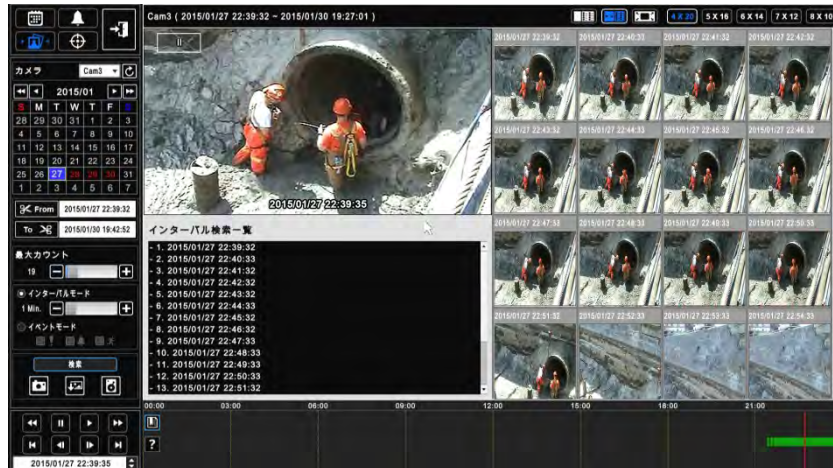 Cam3 ( 2015/01/27 22:39:32 ~ 2015/01/30 19:27:01 )
4 X 20 5 X 16 6 X 14 7 X 12 8 X 10
カメラ Cam3
2015/01
S M T W T F S
28 29 30 31 1 2 3
4 5 6 7 8 9 10
11 12 13 14 15 16 17
18 19 20 21 22 23 24
25 26 27 28 29 30 31
1 2 3 4 5 6 7
From 2015/01/27 22:39:32
To 2015/01/30 19:42:52
最大カウント
19
インターバルモード
1 Min.
イベントモード
検索
2015/01/27 22:39:35
2015/01/27 22:39:35
インターバル検索一覧
- 1. 2015/01/27 22:39:32
- 2. 2015/01/27 22:40:33
- 3. 2015/01/27 22:41:32
- 4. 2015/01/27 22:42:32
- 5. 2015/01/27 22:43:32
- 6. 2015/01/27 22:44:33
- 7. 2015/01/27 22:45:32
- 8. 2015/01/27 22:46:32
- 9. 2015/01/27 22:47:33
- 10. 2015/01/27 22:48:33
- 11. 2015/01/27 22:49:33
- 12. 2015/01/27 22:50:33
- 13. 2015/01/27 22:51:32
2015/01/27 22:39:32 2015/01/27 22:40:33 2015/01/27 22:41:32 2015/01/27 22:42:32
2015/01/27 22:43:32 2015/01/27 22:44:33 2015/01/27 22:45:32 2015/01/27 22:46:32
2015/01/27 22:47:33 2015/01/27 22:48:33 2015/01/27 22:49:33 2015/01/27 22:50:33
2015/01/27 22:51:32 2015/01/27 22:52:33 2015/01/27 22:53:33 2015/01/27 22:54:33
00:00 03:00 06:00 09:00 12:00 15:00 18:00 21:00
?